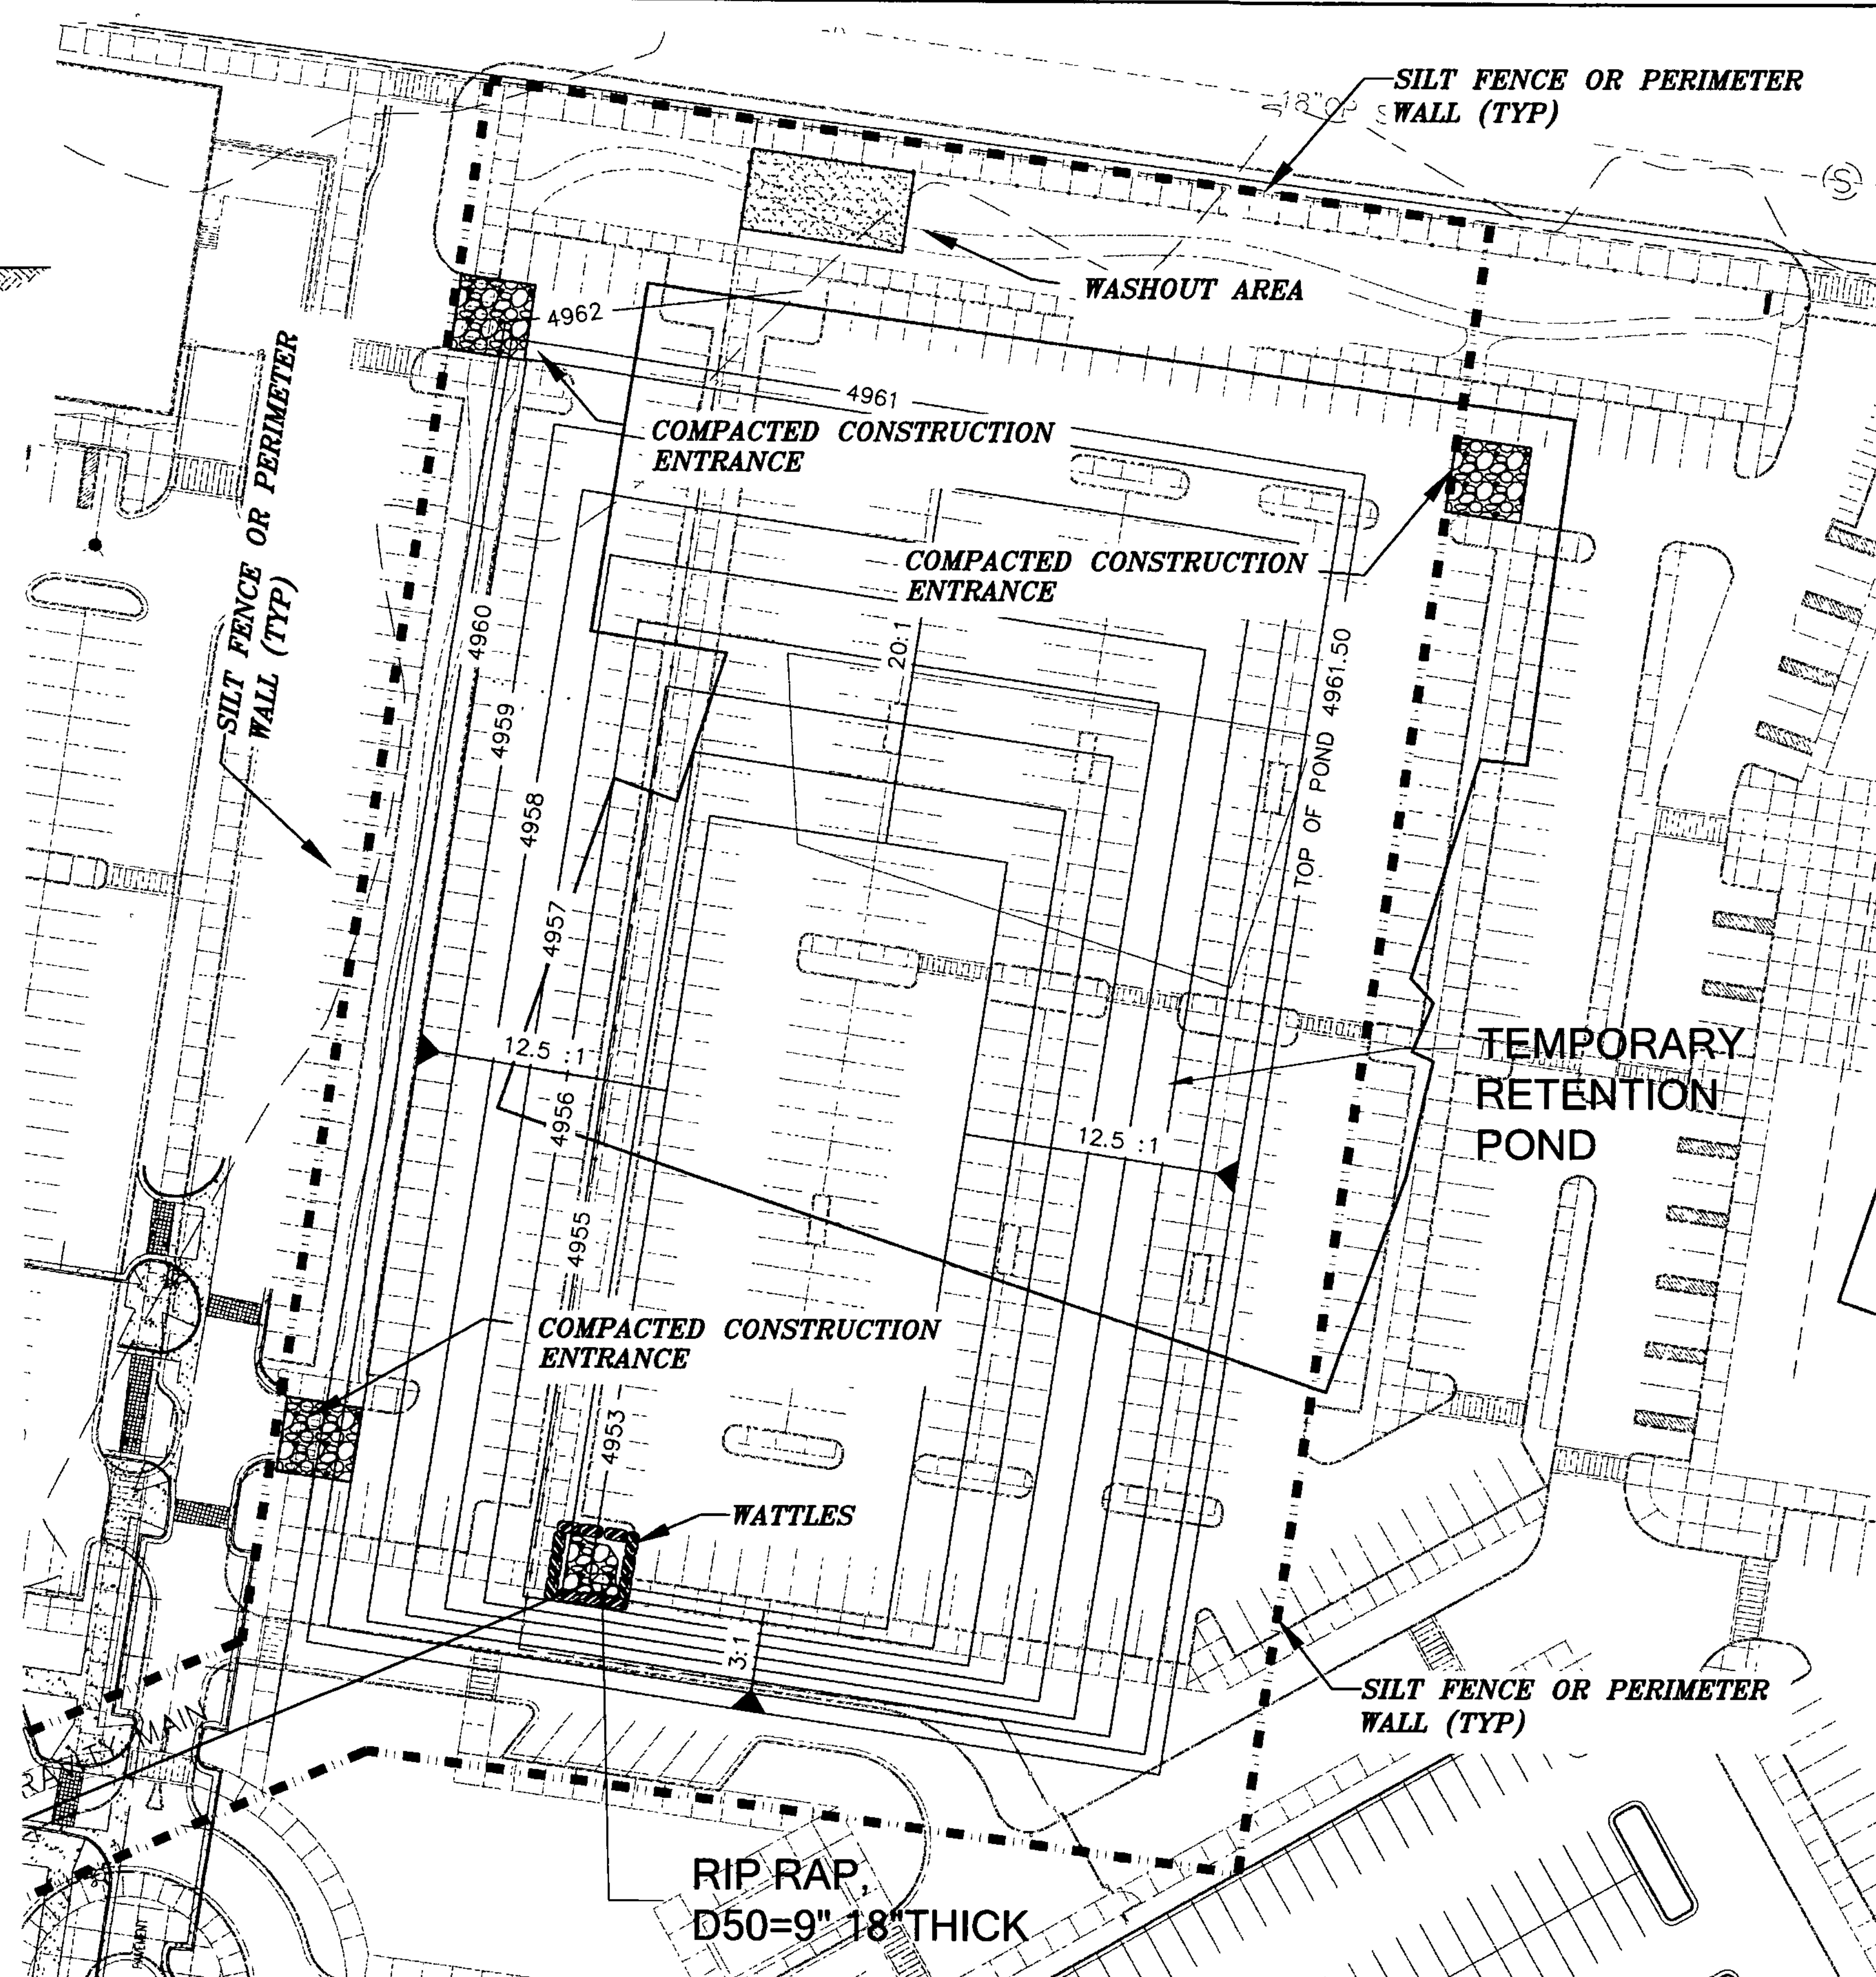 SILT FENCE OR PERIMETER
WALL (TYP)
18"
S
WASHOUT AREA
4962
4961
COMPACTED CONSTRUCTION
ENTRANCE
SILT FENCE OR PERIMETER
WALL (TYP)
COMPACTED CONSTRUCTION
ENTRANCE
4960
20:1
TOP OF POND 4961.50
4959
4958
4957
12.5 :1
4956
12.5 :1
TEMPORARY
RETENTION
POND
4955
COMPACTED CONSTRUCTION
ENTRANCE
4953
WATTLES
3:1
SILT FENCE OR PERIMETER
WALL (TYP)
MAIN
RIP RAP,
D50=9" 18"THICK
PAVEMENT